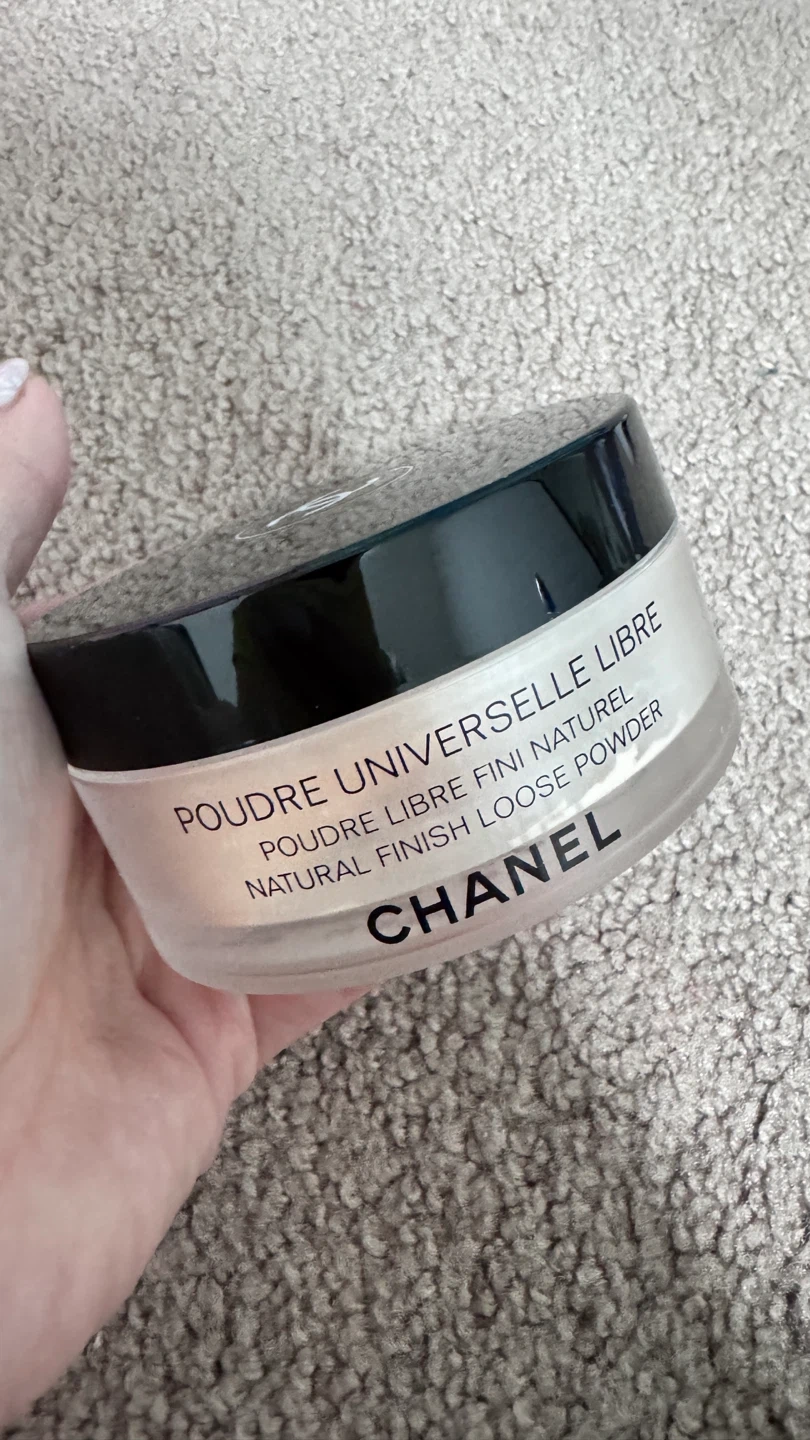 POUDRE UNIVERSELLE LIBRE
POUDRE LIBRE FINI NATUREL
NATURAL FINISH LOOSE POWDER
CHANEL